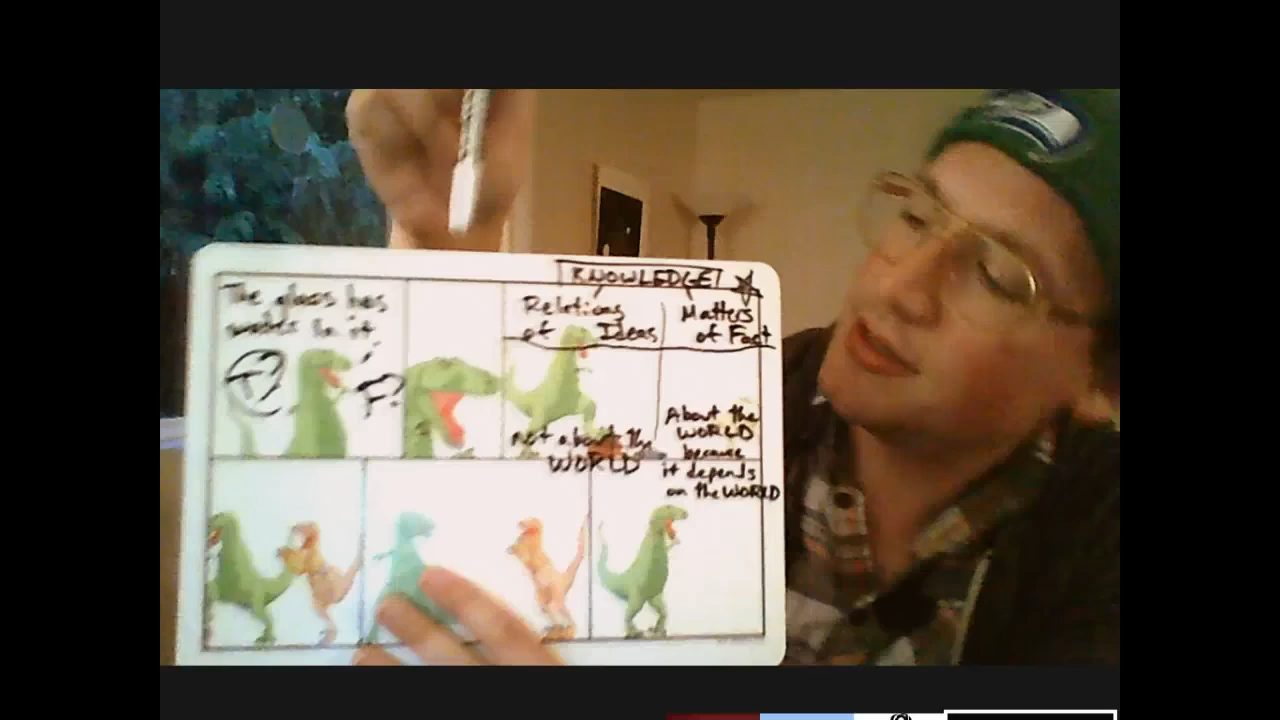 KNOWLEDGE!
The glass has
water in it.
T?
F?
Relations
of Ideas
Matters
of Fact
not about the
WORLD
About the
WORLD
because
it depends
on the WORLD